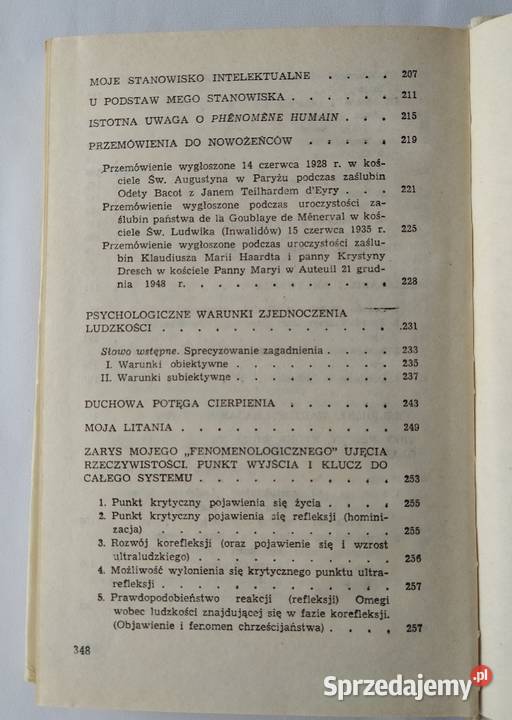 MOJE STANOWISKO INTELEKTUALNE . . . . 207
U PODSTAW MEGO STANOWISKA . . . . . . 211
ISTOTNA UWAGA O PHÉNOMÈNE HUMAIN . . . 215
PRZEMÓWIENIA DO NOWOŻEŃCÓW . . . . . 219
Przemówienie wygłoszone 14 czerwca 1928 r. w koś-
ciele Św. Augustyna w Paryżu podczas zaślubin
Odety Bacot z Janem Teilhardem d'Eyry . . . 221
Przemówienie wygłoszone podczas uroczystości za-
ślubin państwa de la Goublaye de Ménerval w koś-
ciele Św. Ludwika (Inwalidów) 15 czerwca 1935 r. 225
Przemówienie wygłoszone podczas uroczystości zaślu-
bin Klaudiusza Marii Haardta i panny Krystyny
Dresch w kościele Panny Maryi w Auteuil 21 grud-
nia 1948 r. . . . . . . . . . . . 228
PSYCHOLOGICZNE WARUNKI ZJEDNOCZENIA
LUDZKOŚCI . . . . . . . . . . . . 231
Słowo wstępne. Sprecyzowanie zagadnienia . . . . 233
I. Warunki obiektywne . . . . . . . . . 235
II. Warunki subiektywne . . . . . . . . . 237
DUCHOWA POTĘGA CIERPIENIA . . . . . . 243
MOJA LITANIA . . . . . . . . . . . 249
ZARYS MOJEGO „FENOMENOLOGICZNEGO" UJĘCIA
RZECZYWISTOŚCI. PUNKT WYJŚCIA I KLUCZ DO
CAŁEGO SYSTEMU . . . . . . . . . . 253
1. Punkt krytyczny pojawienia się życia . . . . 255
2. Punkt krytyczny pojawienia się refleksji (homini-
zacja) . . . . . . . . . . . . . 255
3. Rozwój korefleksji (oraz pojawienie się i wzrost
ultraludzkiego) . . . . . . . . . . . 256
4. Możliwość wyłonienia się krytycznego punktu ultra-
refleksji . . . . . . . . . . . . . 257
5. Prawdopodobieństwo reakcji (refleksji) Omegi
wobec ludzkości znajdującej się w fazie korefleksji.
(Objawienie i fenomen chrześcijaństwa) . . . . 257
348
Sprzedajemy.pl